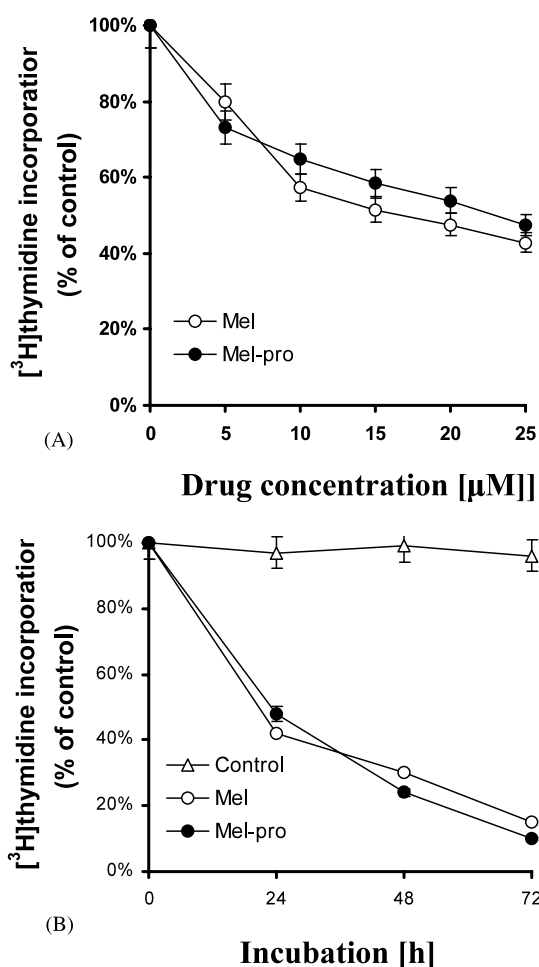 [³H]thymidine incorporatior
(% of control)
100%
80%
60%
40%
20%
0%
Mel
Mel-pro
0 5 10 15 20 25
(A)
Drug concentration [µM]]
[³H]thymidine incorporatior
(% of control)
100%
80%
60%
40%
20%
0%
Control
Mel
Mel-pro
0 24 48 72
(B)
Incubation [h]